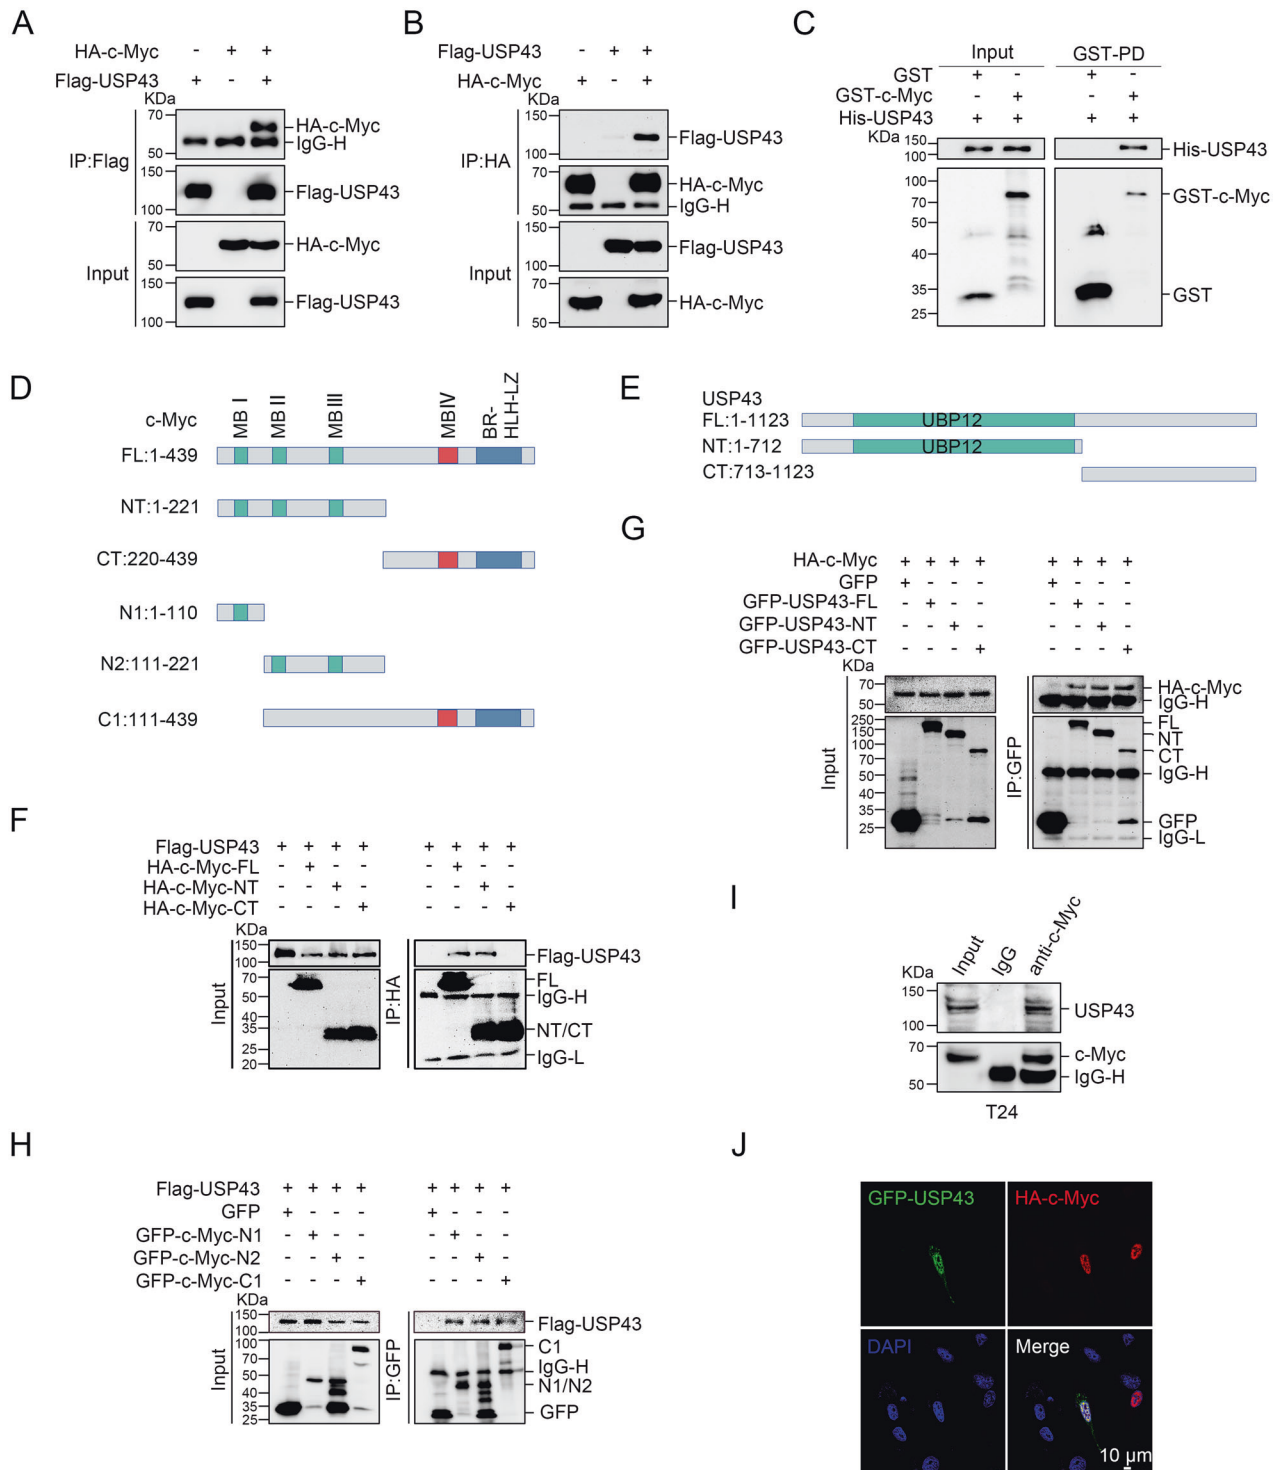 A
HA-c-Myc - + +
Flag-USP43 + - +
KDa
70
50
HA-c-Myc
IgG-H
IP:Flag
150
100
Flag-USP43
70
50
HA-c-Myc
Input
150
100
Flag-USP43
B
Flag-USP43 - + +
HA-c-Myc + - +
KDa
150
100
Flag-USP43
IP:HA
70
50
HA-c-Myc
IgG-H
150
100
Flag-USP43
Input
70
50
HA-c-Myc
C
Input GST-PD
GST + - + -
GST-c-Myc - + - +
His-USP43 + + + +
KDa
150
100
His-USP43
100
70
50
40
35
25
GST-c-Myc
GST
D
c-Myc
MB I
MB II
MB III
MBIV
BR-
HLH-LZ
FL:1-439
NT:1-221
CT:220-439
N1:1-110
N2:111-221
C1:111-439
E
USP43
FL:1-1123 UBP12
NT:1-712 UBP12
CT:713-1123
F
Flag-USP43 + + + + + + + +
HA-c-Myc-FL - + - - - + - -
HA-c-Myc-NT - - + - - - + -
HA-c-Myc-CT - - - + - - - +
KDa
150
100
70
50
40
35
25
20
Input
IP:HA
Flag-USP43
FL
IgG-H
NT/CT
IgG-L
G
HA-c-Myc + + + + + + + +
GFP + - - - + - - -
GFP-USP43-FL - + - - - + - -
GFP-USP43-NT - - + - - - + -
GFP-USP43-CT - - - + - - - +
KDa
70
50
250
150
100
70
50
40
35
25
Input
IP:GFP
HA-c-Myc
IgG-H
FL
NT
CT
IgG-H
GFP
IgG-L
H
Flag-USP43 + + + + + + + +
GFP + - - - + - - -
GFP-c-Myc-N1 - + - - - + - -
GFP-c-Myc-N2 - - + - - - + -
GFP-c-Myc-C1 - - - + - - - +
KDa
150
100
100
70
50
40
35
25
Input
IP:GFP
Flag-USP43
C1
IgG-H
N1/N2
GFP
I
Input IgG anti-c-Myc
KDa
150
100
USP43
70
50
c-Myc
IgG-H
T24
J
GFP-USP43 HA-c-Myc
DAPI Merge
10 μm